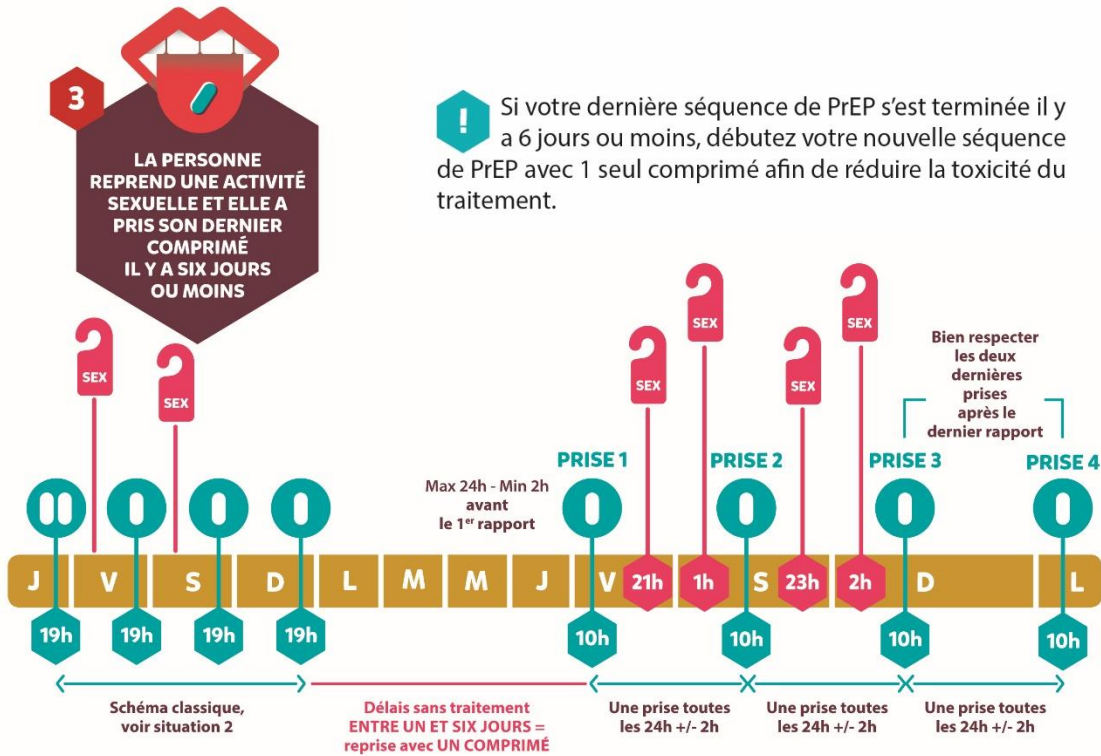 3
LA PERSONNE
REPREND UNE ACTIVITÉ
SEXUELLE ET ELLE A
PRIS SON DERNIER
COMPRIMÉ
IL Y A SIX JOURS
OU MOINS
! Si votre dernière séquence de PrEP s'est terminée il y
a 6 jours ou moins, débutez votre nouvelle séquence
de PrEP avec 1 seul comprimé afin de réduire la toxicité du
traitement.
SEX
SEX
SEX
SEX
SEX
SEX
Bien respecter
les deux
dernières
prises
après le
dernier rapport
Max 24h - Min 2h
avant
le 1er rapport
PRISE 1
PRISE 2
PRISE 3
PRISE 4
J V S D L M M J V 21h 1h S 23h 2h D L
19h 19h 19h 19h 10h 10h 10h 10h
Schéma classique,
voir situation 2
Délais sans traitement
ENTRE UN ET SIX JOURS =
reprise avec UN COMPRIMÉ
Une prise toutes
les 24h +/- 2h
Une prise toutes
les 24h +/- 2h
Une prise toutes
les 24h +/- 2h